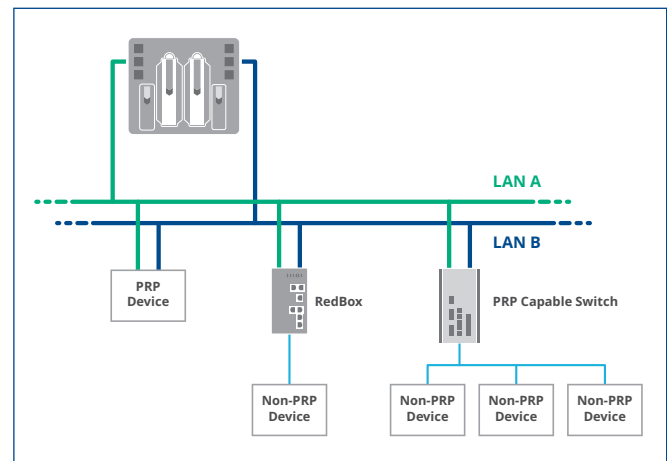 LAN A
LAN B
PRP
Device
RedBox
PRP Capable Switch
Non-PRP
Device
Non-PRP
Device
Non-PRP
Device
Non-PRP
Device